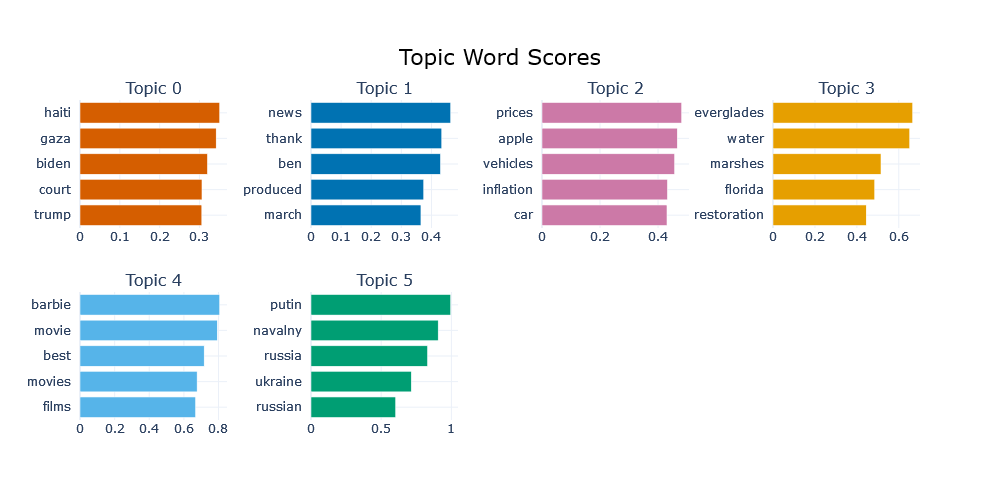 Topic Word Scores
Topic 0
haiti
gaza
biden
court
trump
0 0.1 0.2 0.3
Topic 1
news
thank
ben
produced
march
0 0.1 0.2 0.3 0.4
Topic 2
prices
apple
vehicles
inflation
car
0 0.2 0.4
Topic 3
everglades
water
marshes
florida
restoration
0 0.2 0.4 0.6
Topic 4
barbie
movie
best
movies
films
0 0.2 0.4 0.6 0.8
Topic 5
putin
navalny
russia
ukraine
russian
0 0.5 1